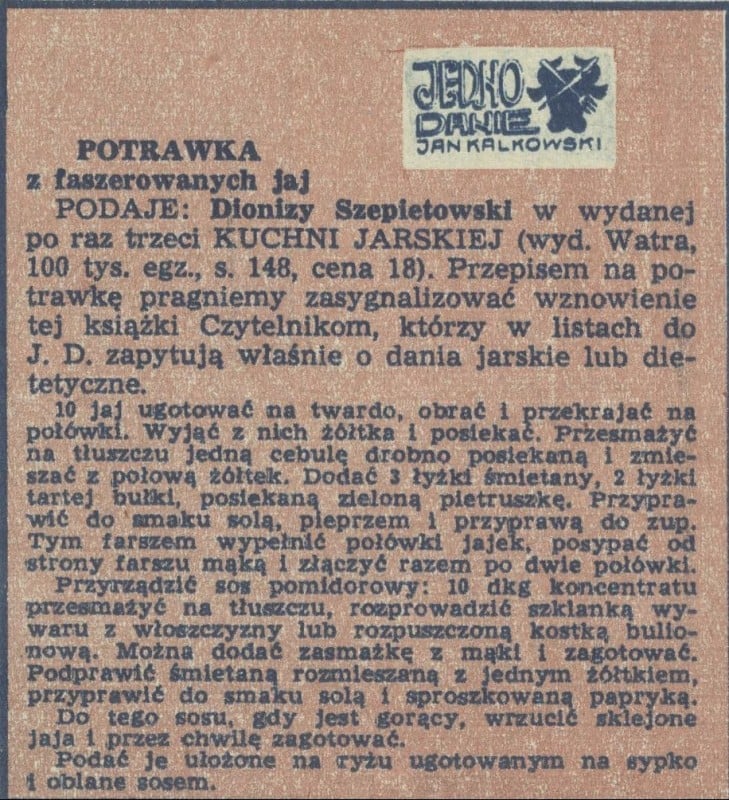 JEDNO
DANIE
JAN KALKOWSKI
POTRAWKA
z faszerowanych jaj
PODAJE: Dionizy Szepietowski w wydanej
po raz trzeci KUCHNI JARSKIEJ (wyd. Watra,
100 tys. egz., s. 148, cena 18). Przepisem na po-
trawkę pragniemy zasygnalizować wznowienie
tej książki Czytelnikom, którzy w listach do
J. D. zapytują właśnie o dania jarskie lub die-
tetyczne.
10 jaj ugotować na twardo, obrać i przekrajać na
połówki. Wyjąć z nich żółtka i posiekać. Przesmażyć
na tłuszczu jedną cebulę drobno posiekaną i zmie-
szać z połową żółtek. Dodać 3 łyżki śmietany, 2 łyżki
tartej bułki, posiekaną zieloną pietruszkę. Przypra-
wić do smaku solą, pieprzem i przyprawą do zup.
Tym farszem wypełnić połówki jajek, posypać od
strony farszu mąką i złączyć razem po dwie połówki.
Przyrządzić sos pomidorowy: 10 dkg koncentratu
przesmażyć na tłuszczu, rozprowadzić szklanką wy-
waru z włoszczyzny lub rozpuszczoną kostką bulio-
nową. Można dodać zasmażkę z mąki i zagotować.
Podprawić śmietaną rozmieszaną z jednym żółtkiem,
przyprawić do smaku solą i sproszkowaną papryką.
Do tego sosu, gdy jest gorący, wrzucić sklejone
jaja i przez chwilę zagotować.
Podać je ułożone na ryżu ugotowanym na sypko
i oblane sosem.